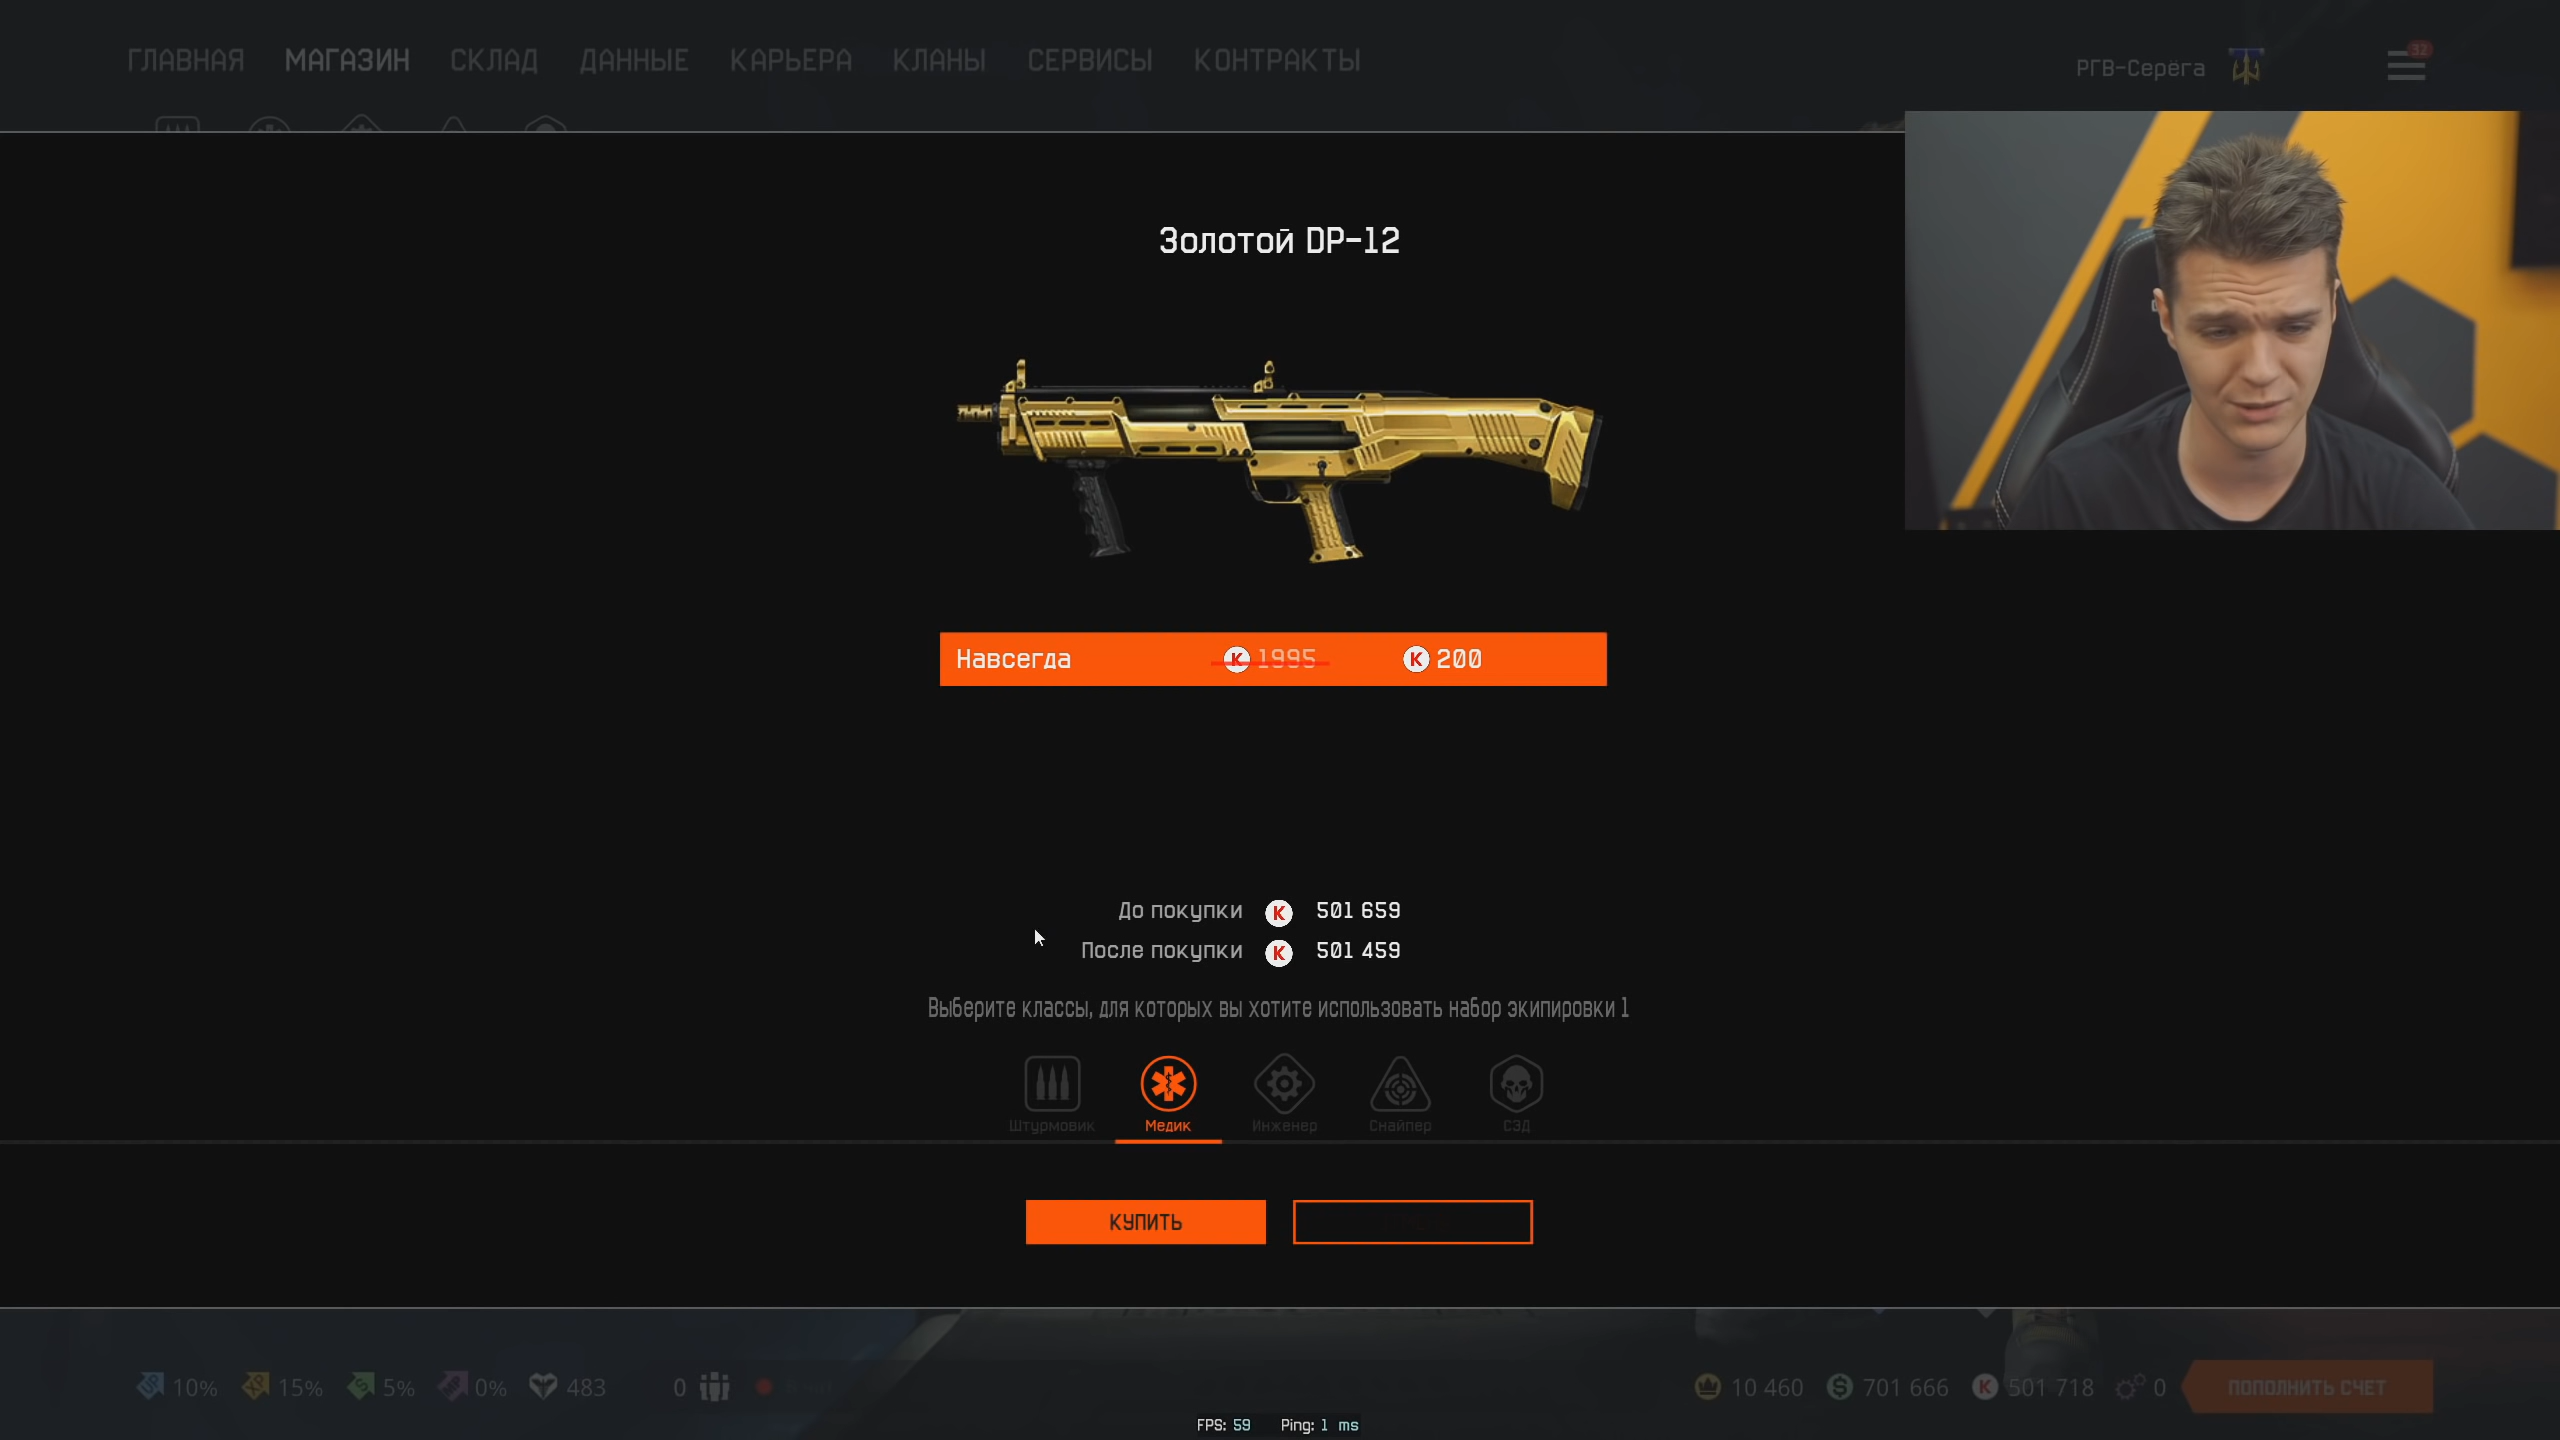 ГЛАВНАЯ МАГАЗИН СКЛАД ДАННЫЕ КАРЬЕРА КЛАНЫ СЕРВИСЫ КОНТРАКТЫ
РГВ-Серёга
32
Золотой DP-12
Навсегда K 1995 K 200
До покупки K 501 659
После покупки K 501 459
Выберите классы, для которых вы хотите использовать набор экипировки 1
Штурмовик Медик Инженер Снайпер СЭД
КУПИТЬ
10% 15% 5% 0% 483 0 10 460 701 666 K 501 718 0 ПОПОЛНИТЬ СЧЕТ
FPS: 59 Ping: 1 ms